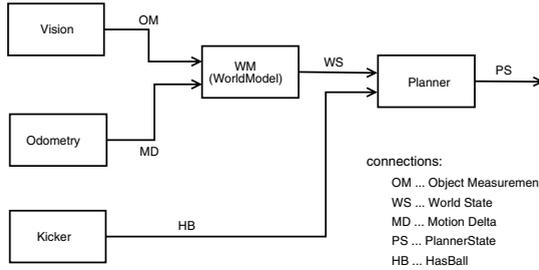 Vision
OM
WM
(WorldModel)
WS
Planner
PS
Odometry
MD
connections:
OM ... Object Measuremen
WS ... World State
MD ... Motion Delta
PS ... PlannerState
HB ... HasBall
Kicker
HB